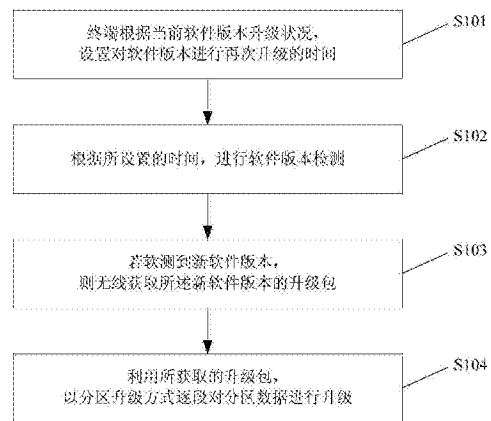 终端根据当前软件版本升级状况，
设置对软件版本进行再次升级的时间
S101
根据所设置的时间，进行软件版本检测
S102
若软测到新软件版本，
则无线获取所述新软件版本的升级包
S103
利用所获取的升级包，
以分区升级方式逐段对分区数据进行升级
S104